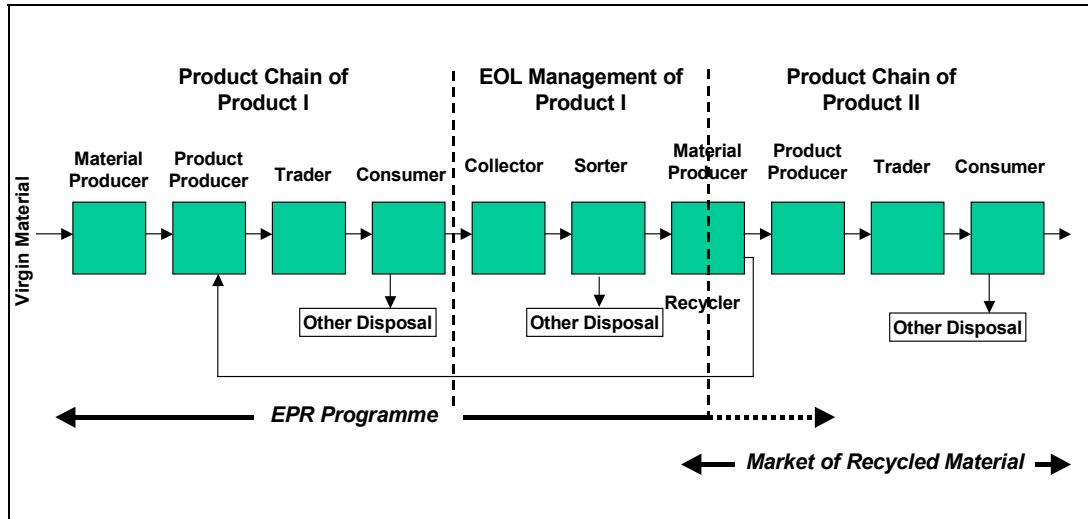 Product Chain of
Product I
EOL Management of
Product I
Product Chain of
Product II
Material
Producer
Product
Producer
Trader
Consumer
Collector
Sorter
Material
Producer
Product
Producer
Trader
Consumer
Virgin Material
Recycler
Other Disposal
Other Disposal
Other Disposal
EPR Programme
Market of Recycled Material